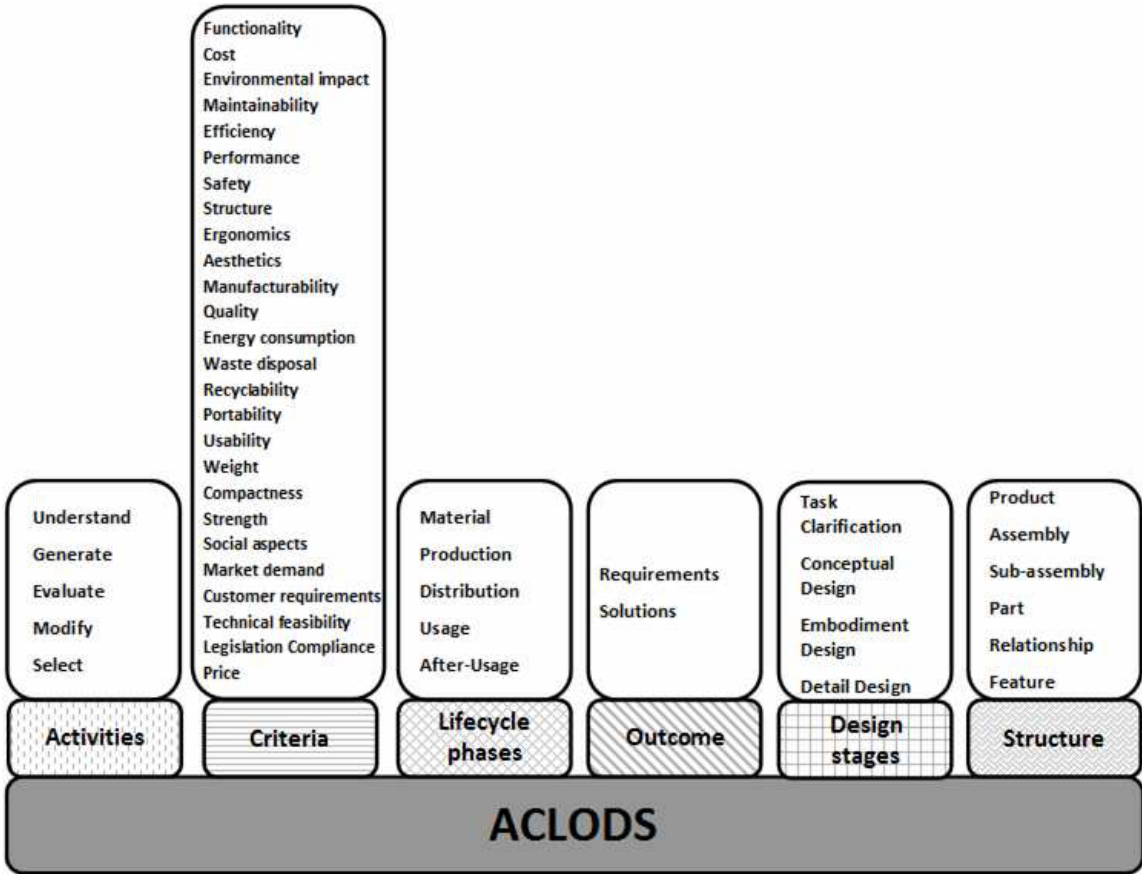 Functionality
Cost
Environmental impact
Maintainability
Efficiency
Performance
Safety
Structure
Ergonomics
Aesthetics
Manufacturability
Quality
Energy consumption
Waste disposal
Recyclability
Portability
Usability
Weight
Compactness
Strength
Social aspects
Market demand
Customer requirements
Technical feasibility
Legislation Compliance
Price
Understand
Generate
Evaluate
Modify
Select
Material
Production
Distribution
Usage
After-Usage
Requirements
Solutions
Task
Clarification
Conceptual
Design
Embodiment
Design
Detail Design
Product
Assembly
Sub-assembly
Part
Relationship
Feature
Activities
Criteria
Lifecycle
phases
Outcome
Design
stages
Structure
ACLODS